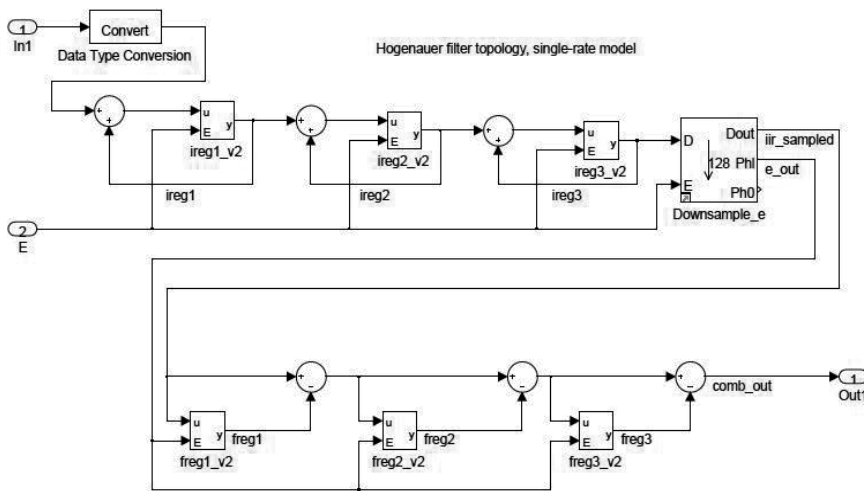 1
In1
Convert
Data Type Conversion
Hogenauer filter topology, single-rate model
+
+
u
E
y
ireg1_v2
ireg1
+
+
u
E
y
ireg2_v2
ireg2
+
+
u
E
y
ireg3_v2
ireg3
D
E
128
Dout
PhI
Ph0
Downsample_e
iir_sampled
e_out
2
E
+
-
u
E
y
freg1_v2
freg1
+
-
u
E
y
freg2_v2
freg2
+
-
u
E
y
freg3_v2
freg3
comb_out
1
Out1